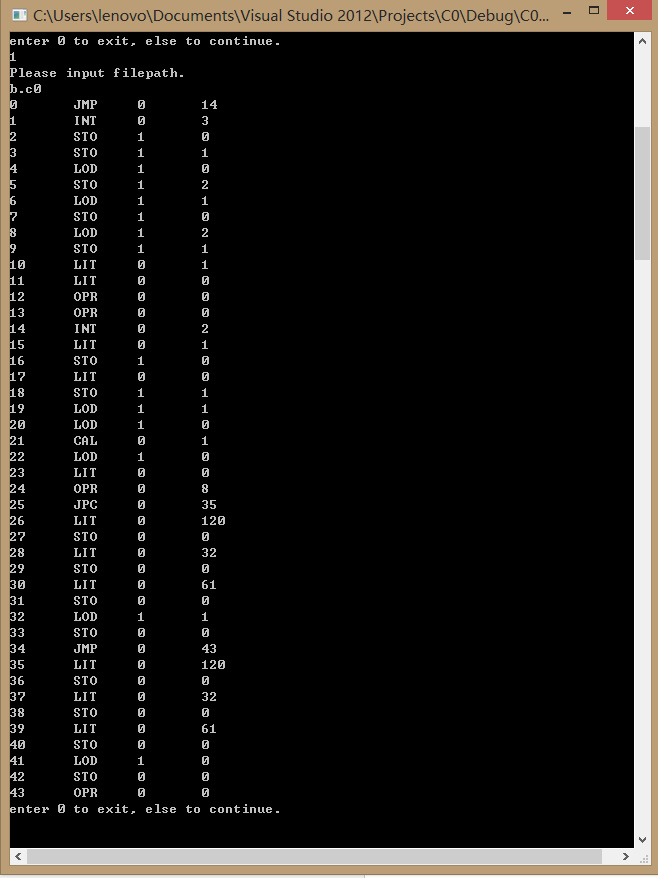 C:\Users\lenovo\Documents\Visual Studio 2012\Projects\C0\Debug\C0...
enter 0 to exit, else to continue.
1
Please input filepath.
b.c0
0 JMP 0 14
1 INT 0 3
2 STO 1 0
3 STO 1 1
4 LOD 1 0
5 STO 1 2
6 LOD 1 1
7 STO 1 0
8 LOD 1 2
9 STO 1 1
10 LIT 0 1
11 LIT 0 0
12 OPR 0 0
13 OPR 0 0
14 INT 0 2
15 LIT 0 1
16 STO 1 0
17 LIT 0 0
18 STO 1 1
19 LOD 1 1
20 LOD 1 0
21 CAL 0 1
22 LOD 1 0
23 LIT 0 0
24 OPR 0 8
25 JPC 0 35
26 LIT 0 120
27 STO 0 0
28 LIT 0 32
29 STO 0 0
30 LIT 0 61
31 STO 0 0
32 LOD 1 1
33 STO 0 0
34 JMP 0 43
35 LIT 0 120
36 STO 0 0
37 LIT 0 32
38 STO 0 0
39 LIT 0 61
40 STO 0 0
41 LOD 1 0
42 STO 0 0
43 OPR 0 0
enter 0 to exit, else to continue.